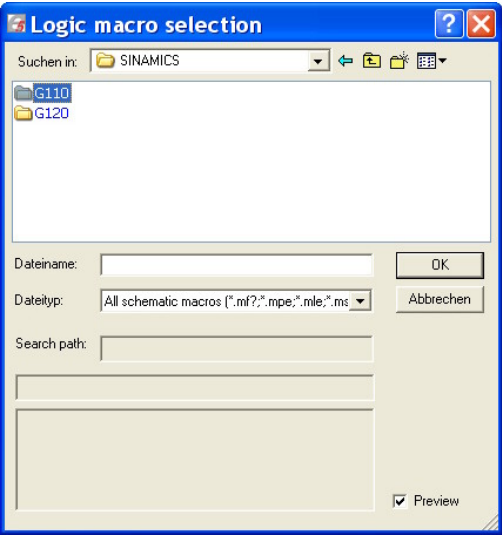 Logic macro selection
Suchen in: SINAMICS
G110
G120
Dateiname:
OK
Dateityp: All schematic macros (*.mf?;*.mpe;*.mle;*.ms
Abbrechen
Search path:
Preview